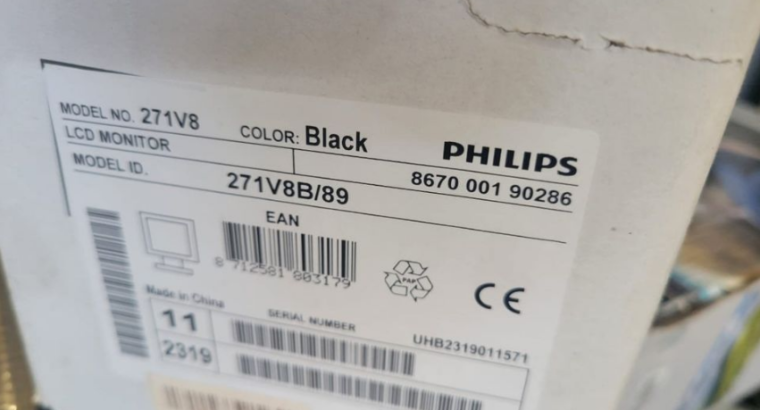 MODEL NO. 271V8 COLOR: Black PHILIPS
LCD MONITOR 8670 001 90286
MODEL ID. 271V8B/89
EAN
8 712581 803179
PAP
CE
Made in China
11 SERIAL NUMBER UHB2319011571
2319